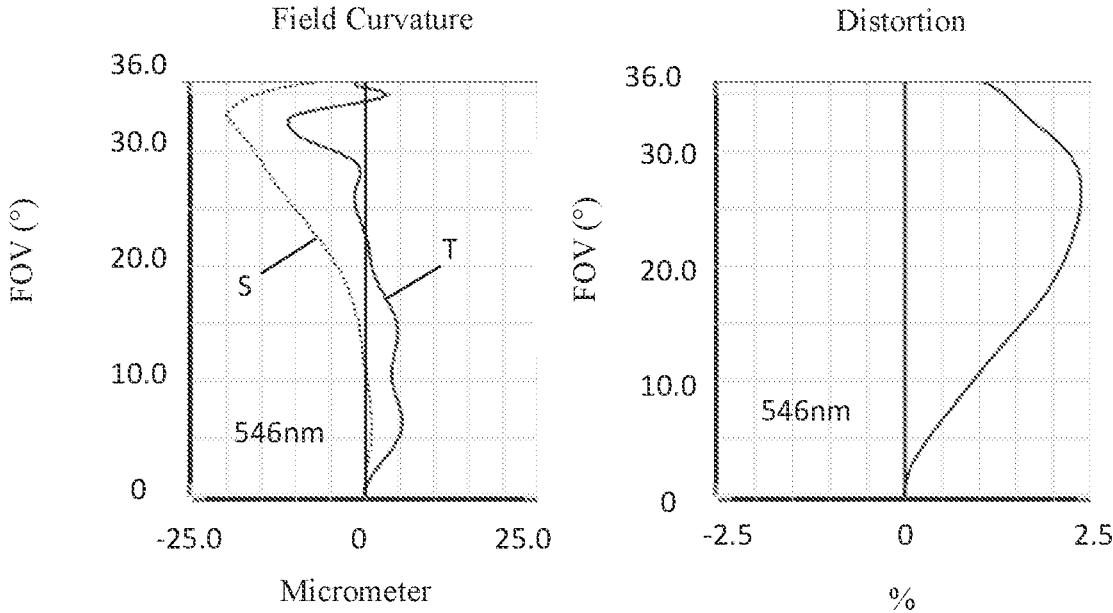 Field Curvature
36.0
30.0
20.0
10.0
0
FOV (°)
S
T
546nm
-25.0 0 25.0
Micrometer
Distortion
36.0
30.0
20.0
10.0
0
FOV (°)
546nm
-2.5 0 2.5
%